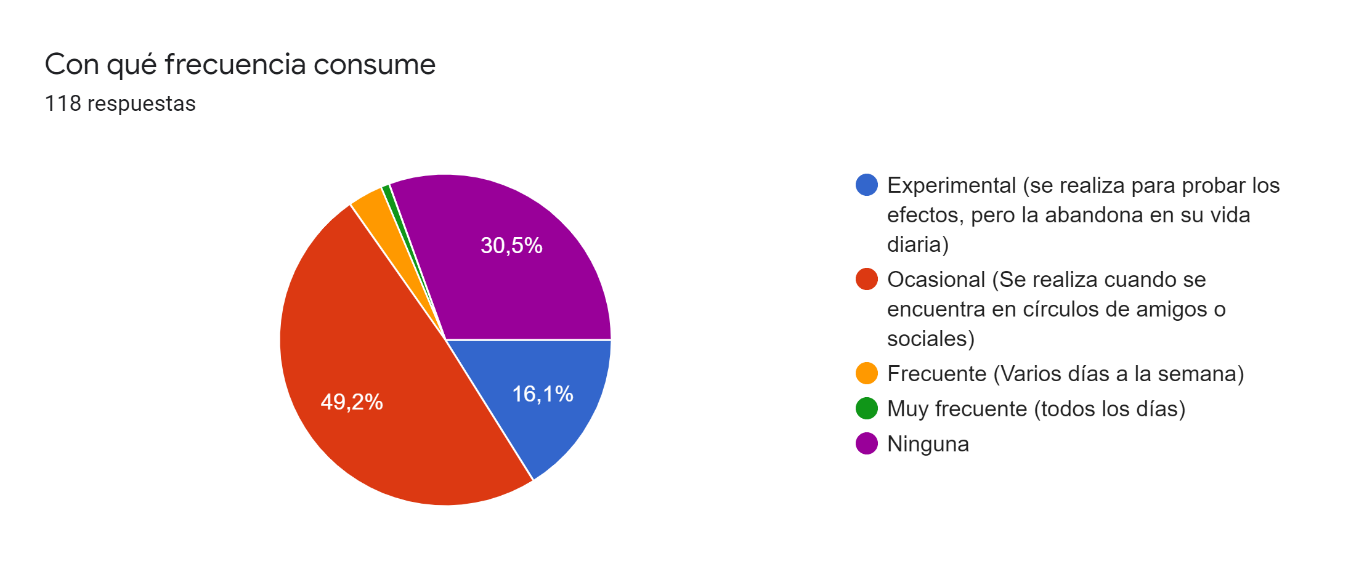 Con qué frecuencia consume
118 respuestas
30,5%
49,2%
16,1%
Experimental (se realiza para probar los
efectos, pero la abandona en su vida
diaria)
Ocasional (Se realiza cuando se
encuentra en círculos de amigos o
sociales)
Frecuente (Varios días a la semana)
Muy frecuente (todos los días)
Ninguna